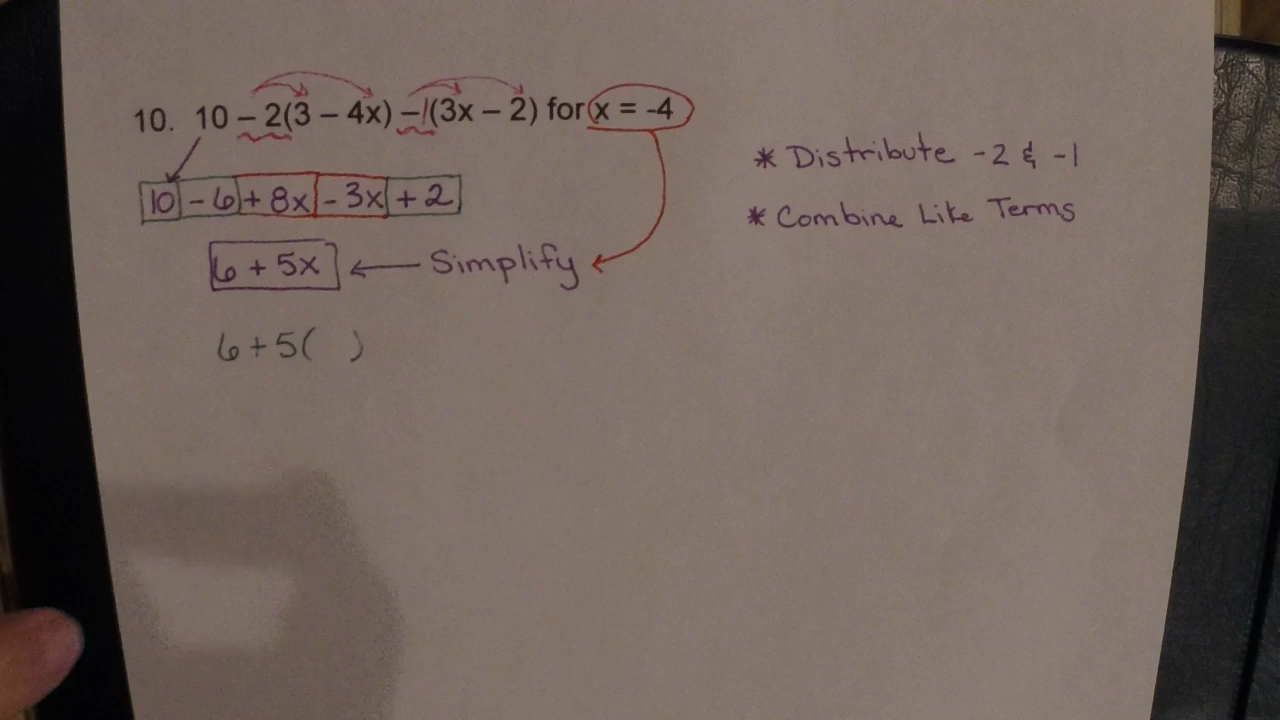 10. 10 – 2(3 – 4x) –1(3x – 2) for x = -4
10 - 6 + 8x - 3x + 2
6 + 5x ← Simplify
6 + 5( )
* Distribute -2 & -1
* Combine Like Terms